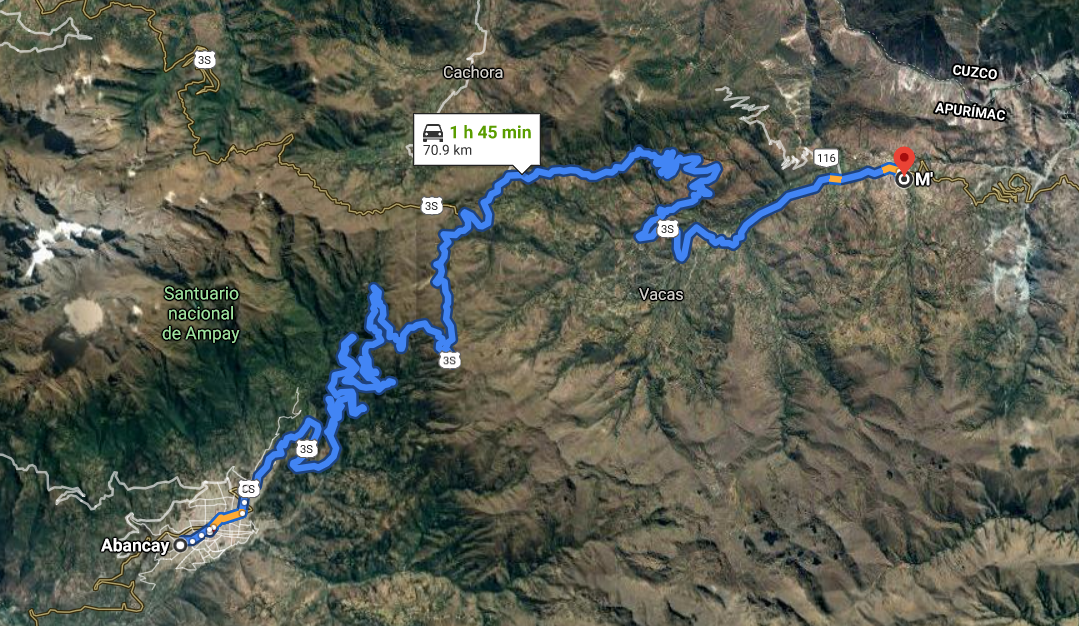 3S
Cachora
CUZCO
APURÍMAC
1 h 45 min
70.9 km
116
M'
3S
3S
Vacas
Santuario
nacional
de Ampay
3S
3S
3S
Abancay